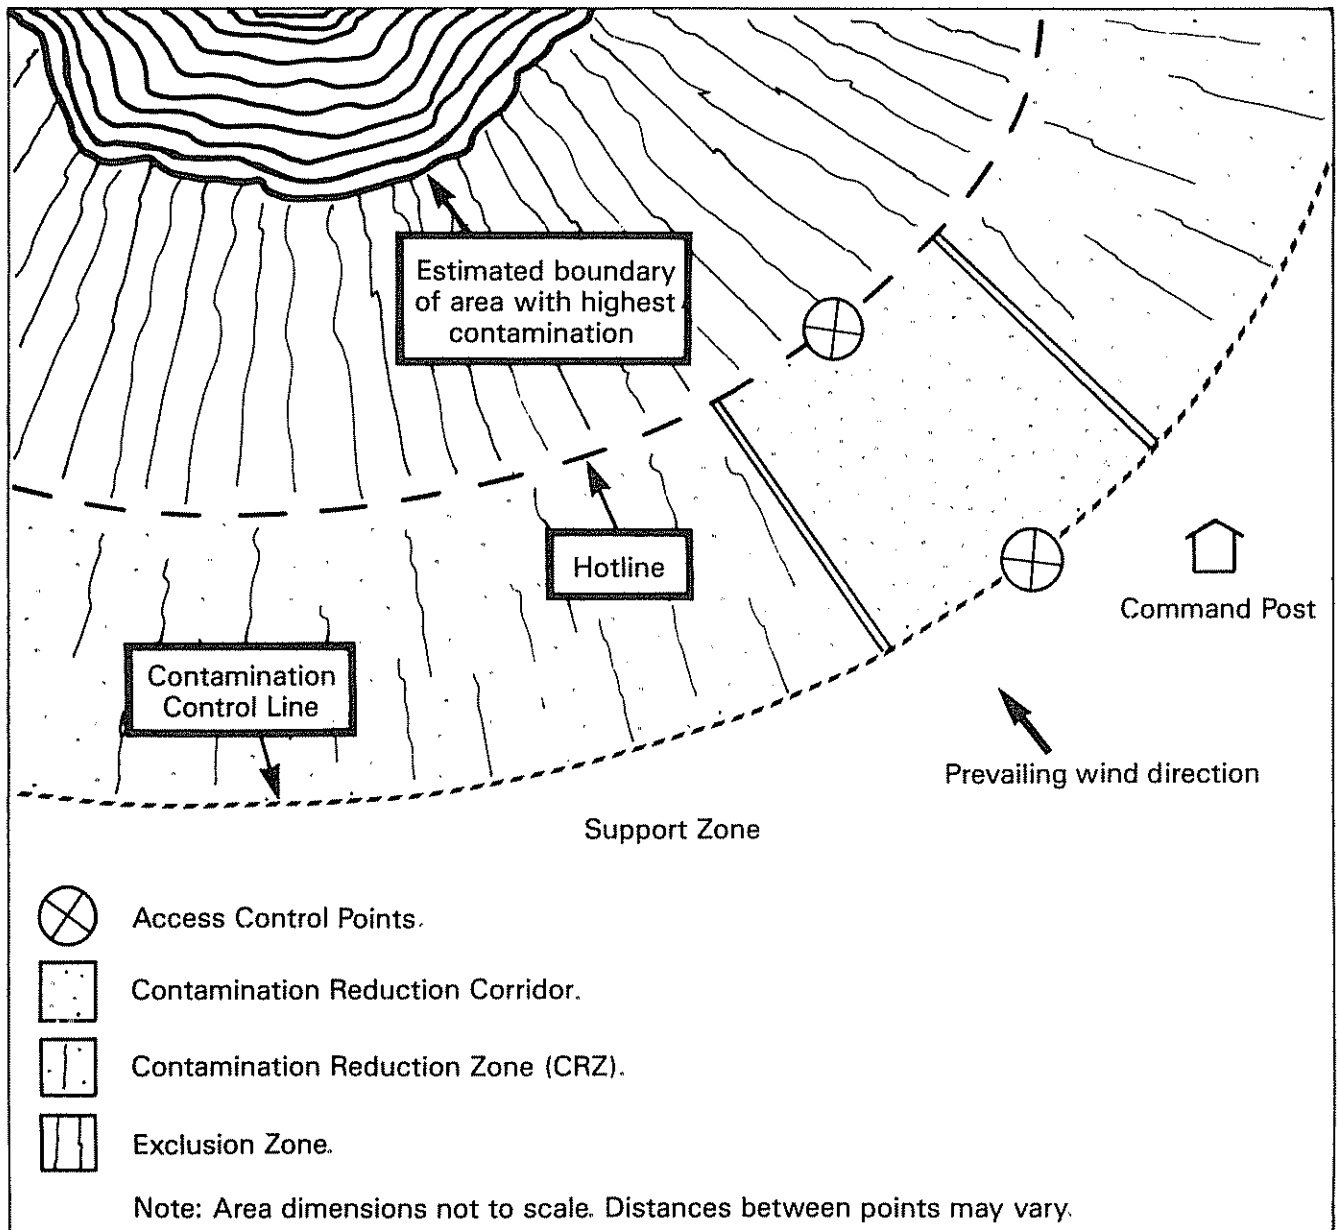 Estimated boundary
of area with highest
contamination
Hotline
Command Post
Contamination
Control Line
Prevailing wind direction
Support Zone
Access Control Points.
Contamination Reduction Corridor.
Contamination Reduction Zone (CRZ).
Exclusion Zone.
Note: Area dimensions not to scale. Distances between points may vary.